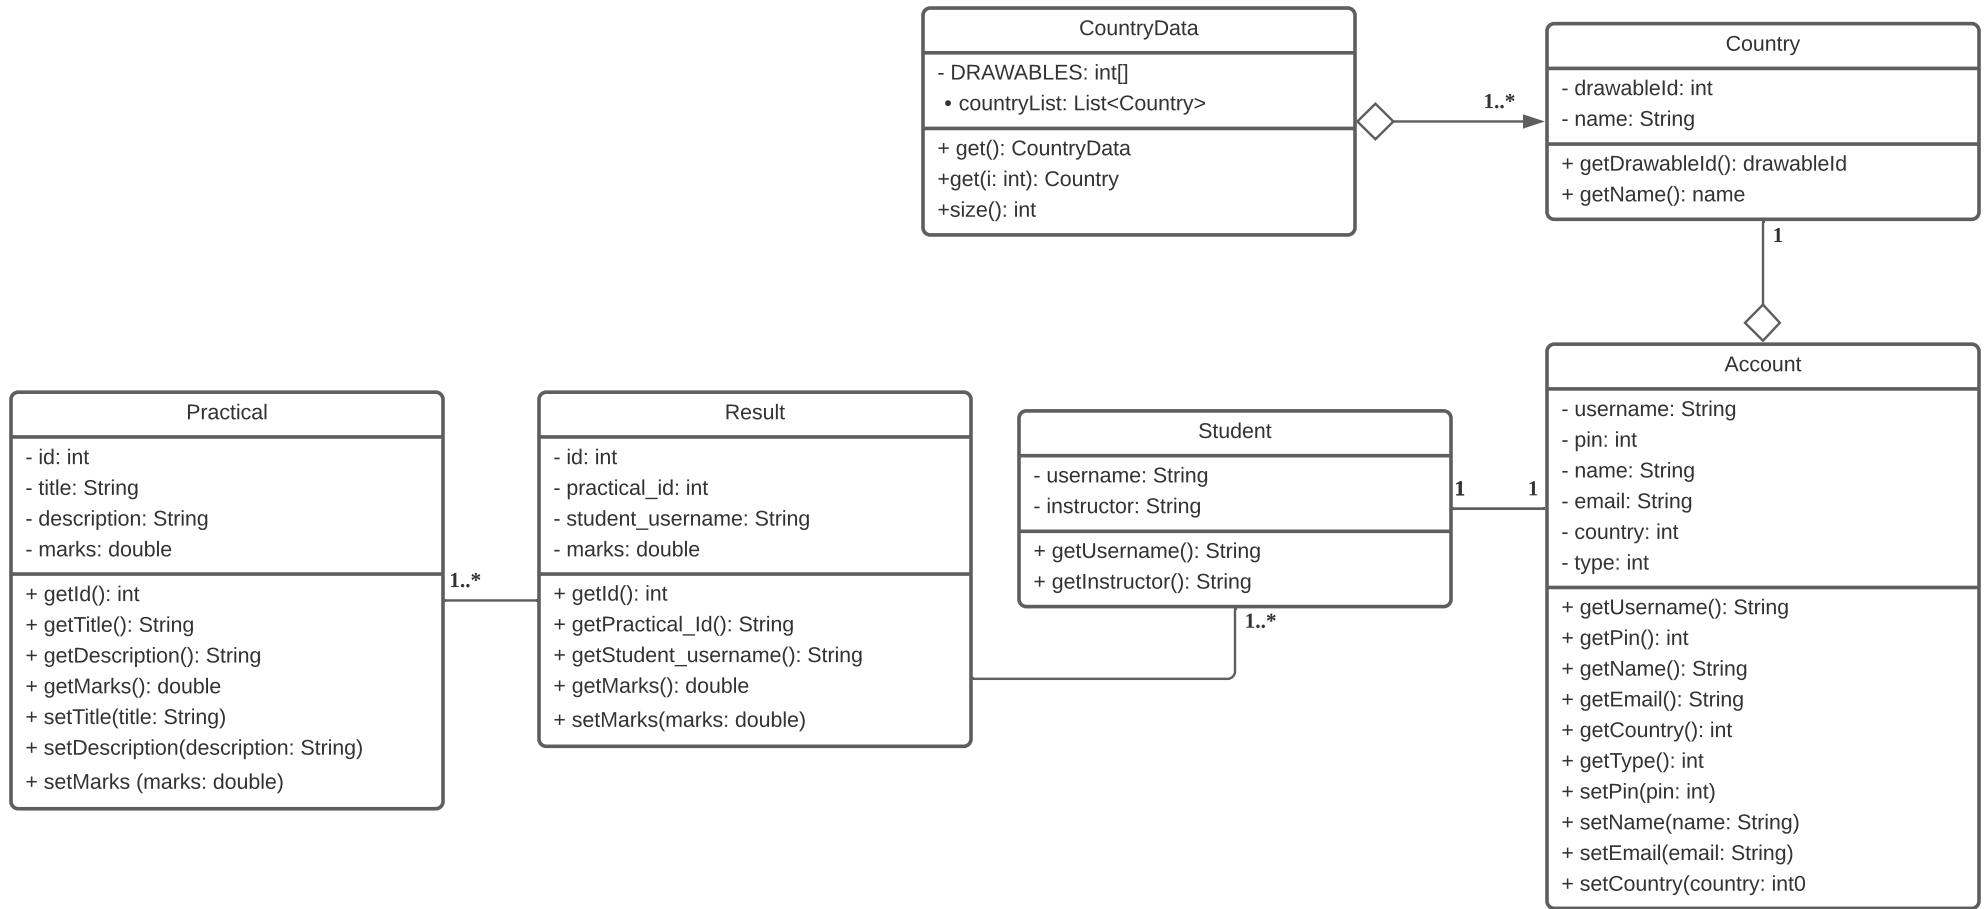 CountryData
- DRAWABLES: int[]
• countryList: List<Country>
+ get(): CountryData
+get(i: int): Country
+size(): int
1..*
Country
- drawableId: int
- name: String
+ getDrawableId(): drawableId
+ getName(): name
1
Practical
- id: int
- title: String
- description: String
- marks: double
+ getId(): int
+ getTitle(): String
+ getDescription(): String
+ getMarks(): double
+ setTitle(title: String)
+ setDescription(description: String)
+ setMarks (marks: double)
1..*
Result
- id: int
- practical_id: int
- student_username: String
- marks: double
+ getId(): int
+ getPractical_Id(): String
+ getStudent_username(): String
+ getMarks(): double
+ setMarks(marks: double)
Student
- username: String
- instructor: String
+ getUsername(): String
+ getInstructor(): String
1..*
1
1
Account
- username: String
- pin: int
- name: String
- email: String
- country: int
- type: int
+ getUsername(): String
+ getPin(): int
+ getName(): String
+ getEmail(): String
+ getCountry(): int
+ getType(): int
+ setPin(pin: int)
+ setName(name: String)
+ setEmail(email: String)
+ setCountry(country: int0